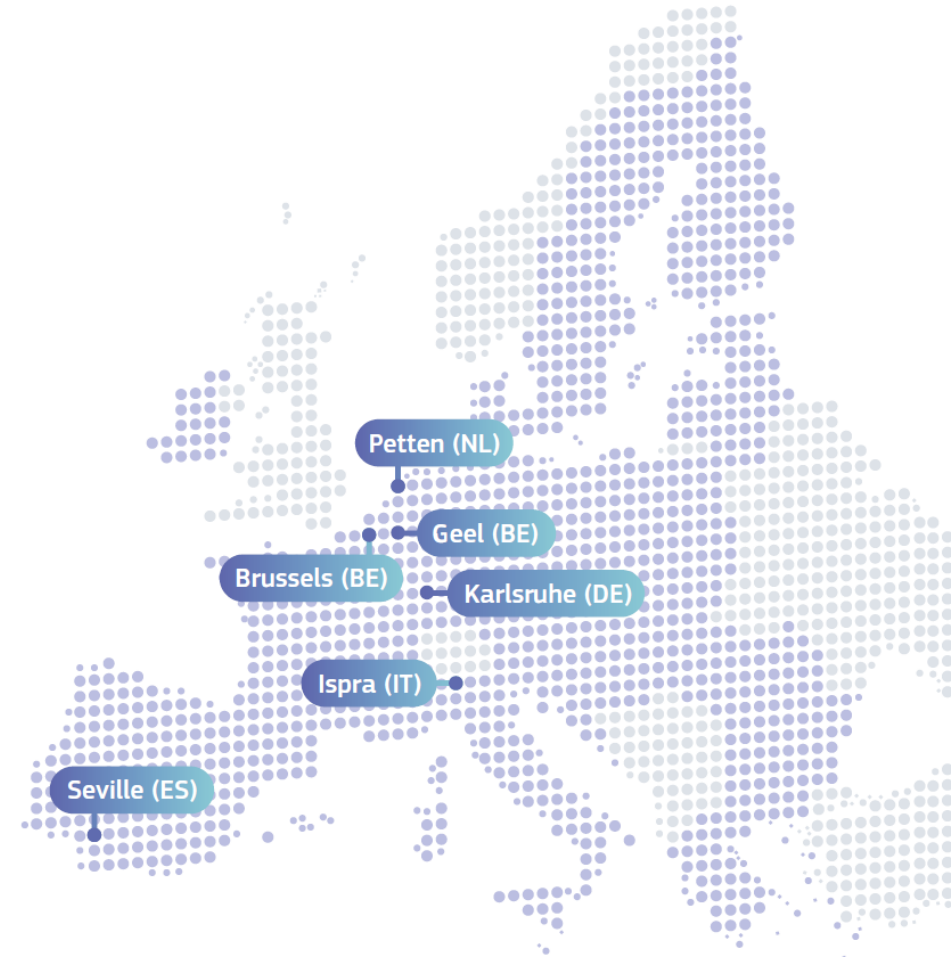 Petten (NL)
Geel (BE)
Brussels (BE)
Karlsruhe (DE)
Ispra (IT)
Seville (ES)